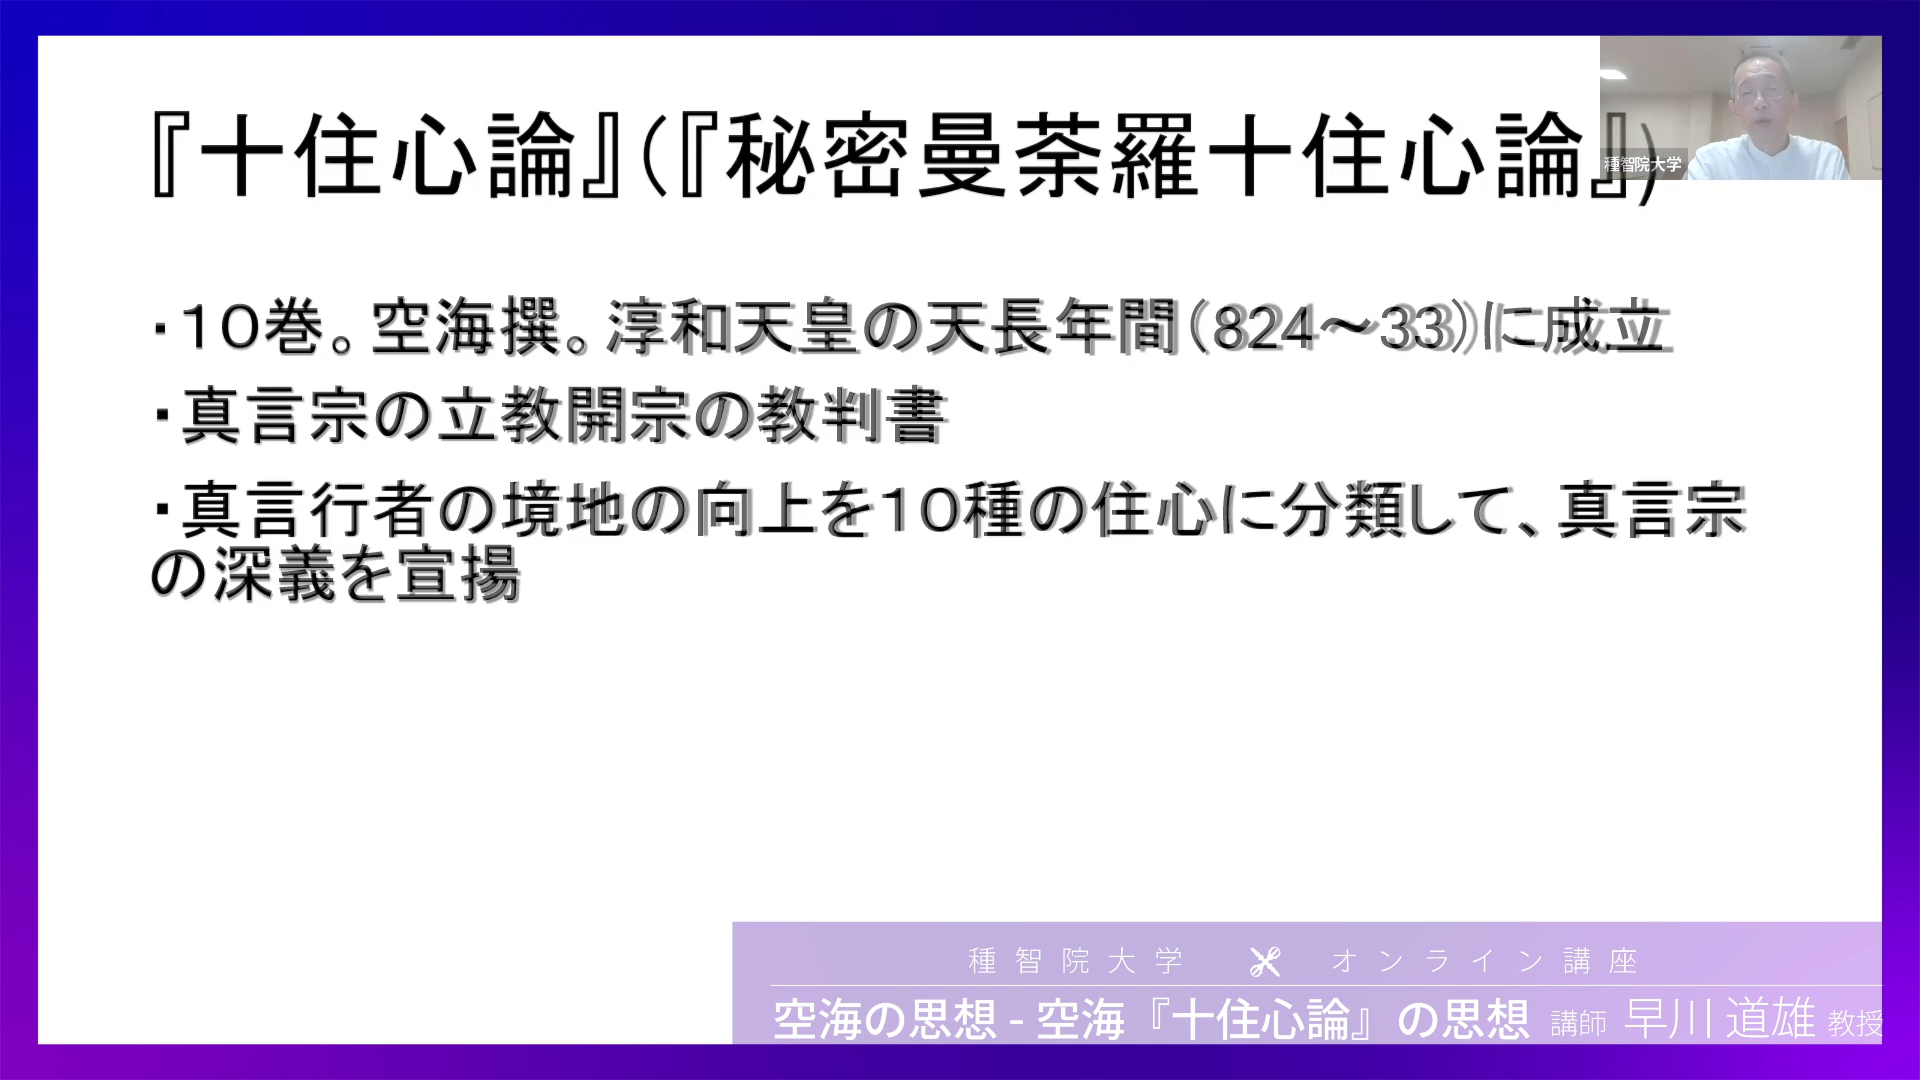 『十住心論』(『秘密曼荼羅十住心論』)
種智院大学
・10巻。空海撰。淳和天皇の天長年間(824~33)に成立
・真言宗の立教開宗の教判書
・真言行者の境地の向上を10種の住心に分類して、真言宗
の深義を宣揚
種智院大学 オンライン講座
空海の思想 - 空海『十住心論』の思想 講師 早川 道雄 教授